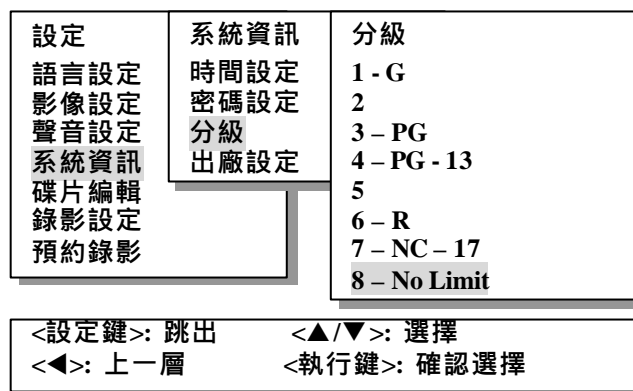 設定
語言設定
影像設定
聲音設定
系統資訊
碟片編輯
錄影設定
預約錄影
系統資訊
時間設定
密碼設定
分級
出廠設定
分級
1 - G
2
3 – PG
4 – PG - 13
5
6 – R
7 – NC – 17
8 – No Limit
<設定鍵>: 跳出 <▲/▼>: 選擇
<◀>: 上一層 <執行鍵>: 確認選擇